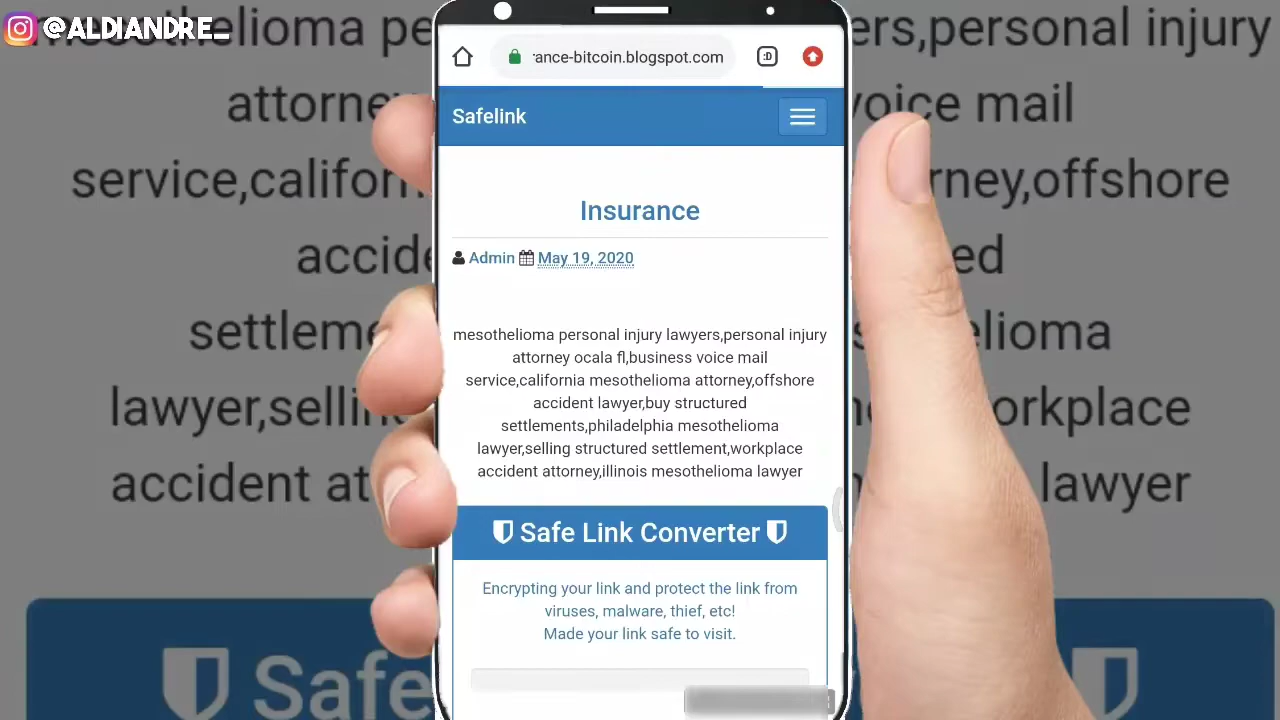 @ALDIANDRE_
rance-bitcoin.blogspot.com
:D
Safelink
Insurance
Admin May 19, 2020
mesothelioma personal injury lawyers,personal injury
attorney ocala fl,business voice mail
service,california mesothelioma attorney,offshore
accident lawyer,buy structured
settlements,philadelphia mesothelioma
lawyer,selling structured settlement,workplace
accident attorney,illinois mesothelioma lawyer
Safe Link Converter
Encrypting your link and protect the link from
viruses, malware, thief, etc!
Made your link safe to visit.